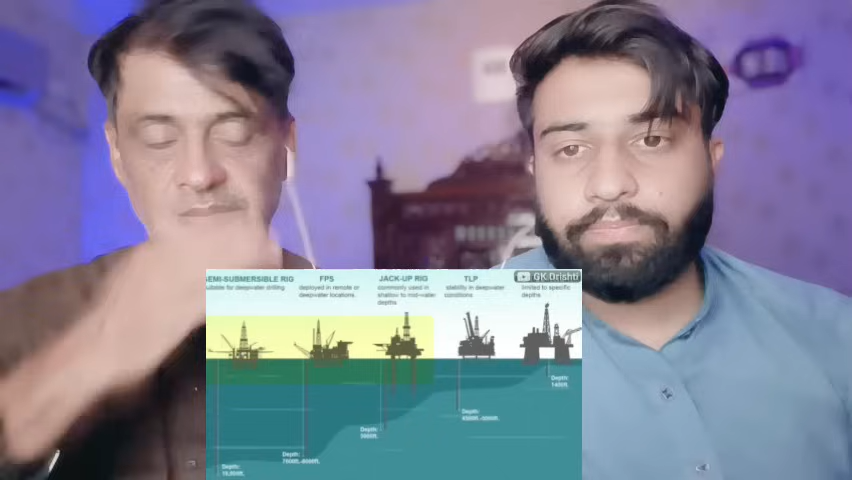 SEMI-SUBMERSIBLE RIG
suitable for deepwater drilling
FPS
deployed in remote or
deepwater locations.
JACK-UP RIG
commonly used in
shallow to mid-water
depths
TLP
stability in deepwater
conditions
GK.Drishti
limited to specific
depths
Depth:
Depth:
Depth:
Depth:
Depth: